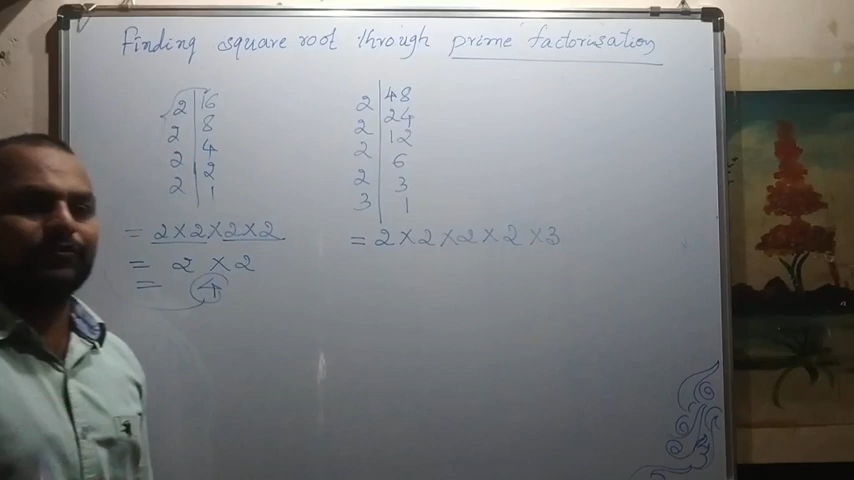 Finding square root through prime factorisation
2 | 16
2 | 8
2 | 4
2 | 2
1
= 2×2×2×2
= 2 × 2
= 4
2 | 48
2 | 24
2 | 12
2 | 6
3 | 3
1
= 2×2×2×2×3